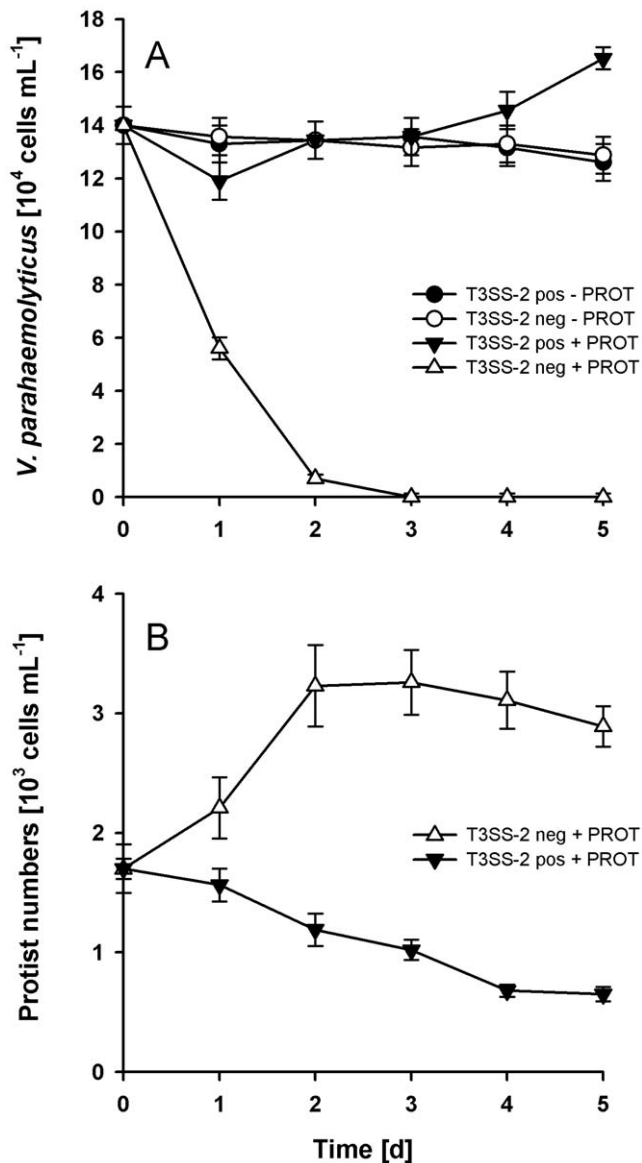 A
V. parahaemolyticus [10⁴ cells mL⁻¹]
18
16
14
12
10
8
6
4
2
0
T3SS-2 pos - PROT
T3SS-2 neg - PROT
T3SS-2 pos + PROT
T3SS-2 neg + PROT
0 1 2 3 4 5
B
Protist numbers [10³ cells mL⁻¹]
4
3
2
1
0
T3SS-2 neg + PROT
T3SS-2 pos + PROT
0 1 2 3 4 5
Time [d]